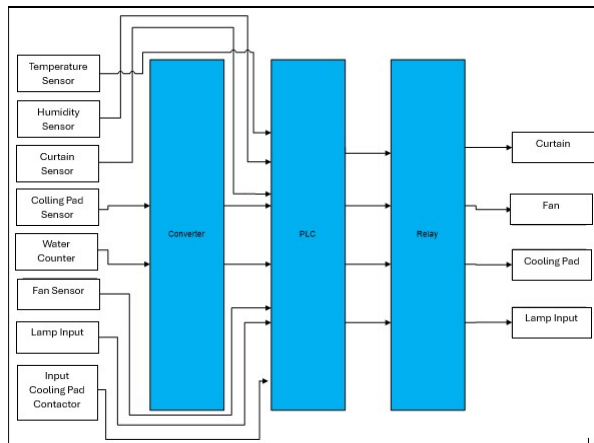 Temperature
Sensor
Humidity
Sensor
Curtain
Sensor
Colling Pad
Sensor
Water
Counter
Fan Sensor
Lamp Input
Input
Cooling Pad
Contactor
Converter
PLC
Relay
Curtain
Fan
Cooling Pad
Lamp Input